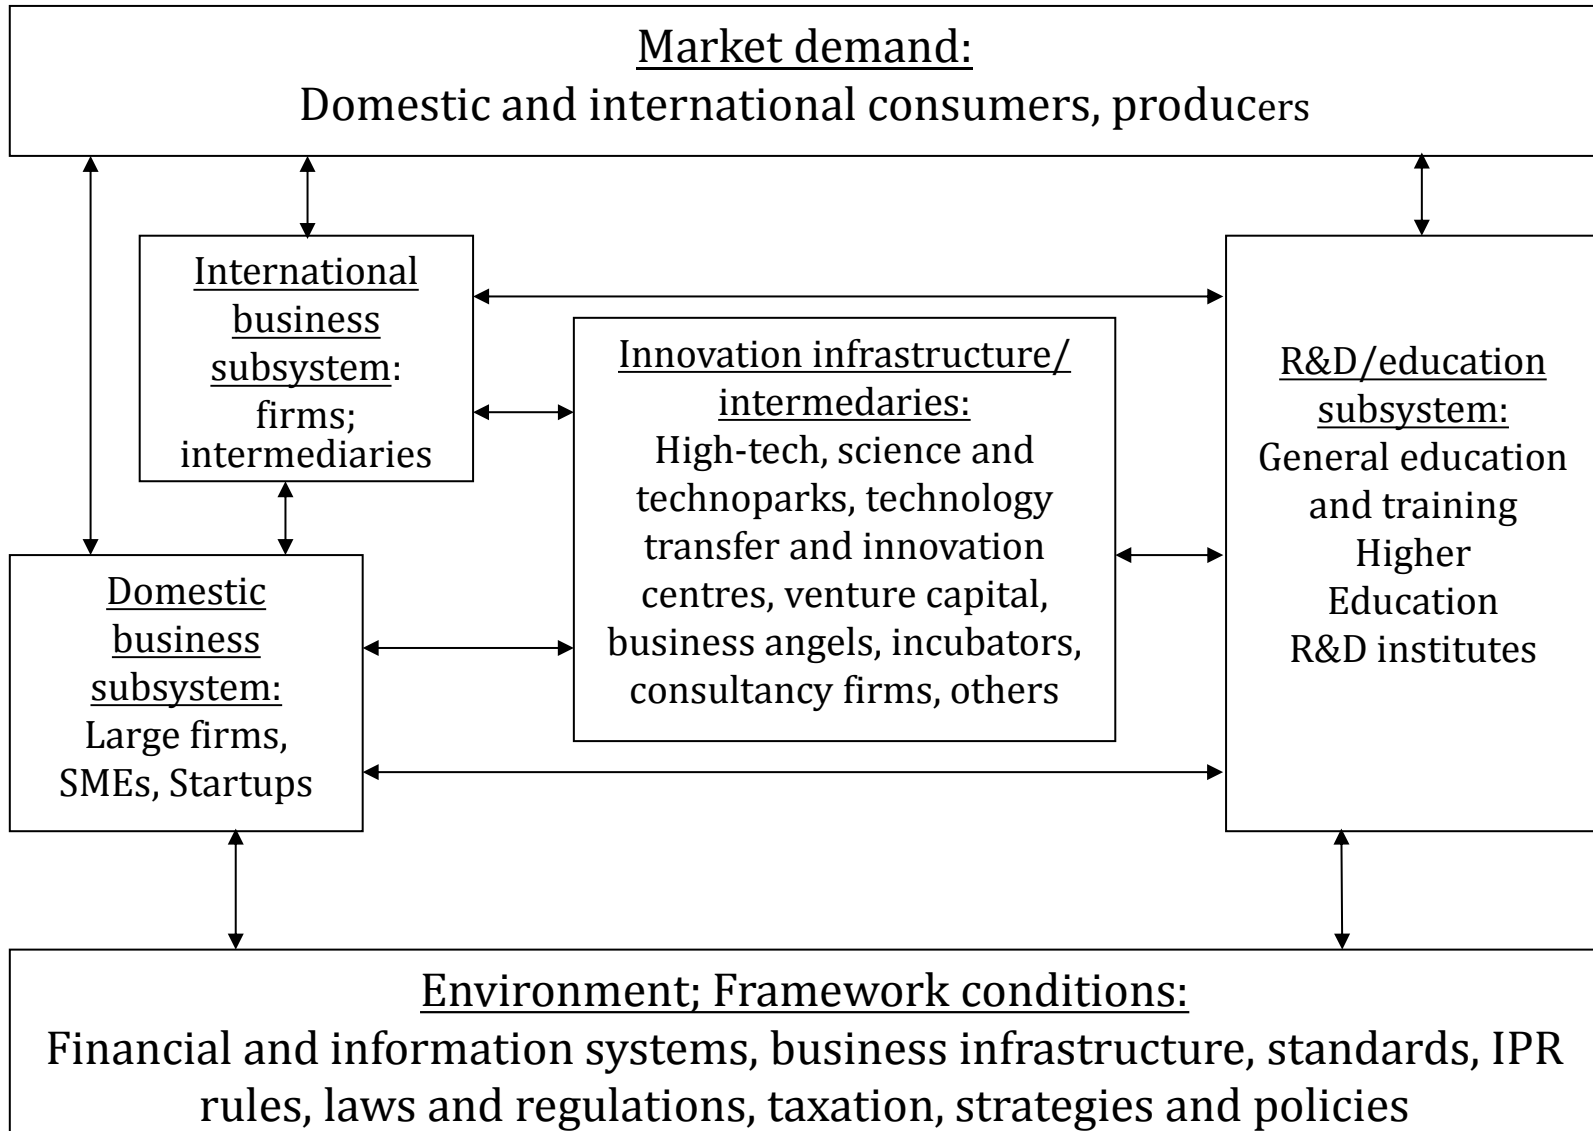 Market demand:
Domestic and international consumers, producers
International
business
subsystem:
firms;
intermediaries
Innovation infrastructure/
intermedaries:
High-tech, science and
technoparks, technology
transfer and innovation
centres, venture capital,
business angels, incubators,
consultancy firms, others
R&D/education
subsystem:
General education
and training
Higher
Education
R&D institutes
Domestic
business
subsystem:
Large firms,
SMEs, Startups
Environment; Framework conditions:
Financial and information systems, business infrastructure, standards, IPR
rules, laws and regulations, taxation, strategies and policies